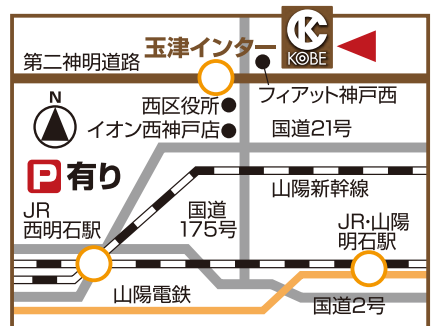 玉津インター
KOBE
第二神明道路
フィアット神戸西
N
西区役所
イオン西神戸店
国道21号
P有り
山陽新幹線
JR
西明石駅
国道
175号
JR・山陽
明石駅
山陽電鉄
国道2号